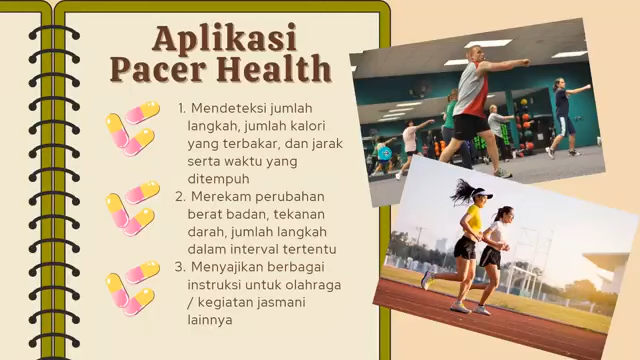 Aplikasi
Pacer Health
1. Mendeteksi jumlah
langkah, jumlah kalori
yang terbakar, dan jarak
serta waktu yang
ditempuh
2. Merekam perubahan
berat badan, tekanan
darah, jumlah langkah
dalam interval tertentu
3. Menyajikan berbagai
instruksi untuk olahraga
/ kegiatan jasmani
lainnya